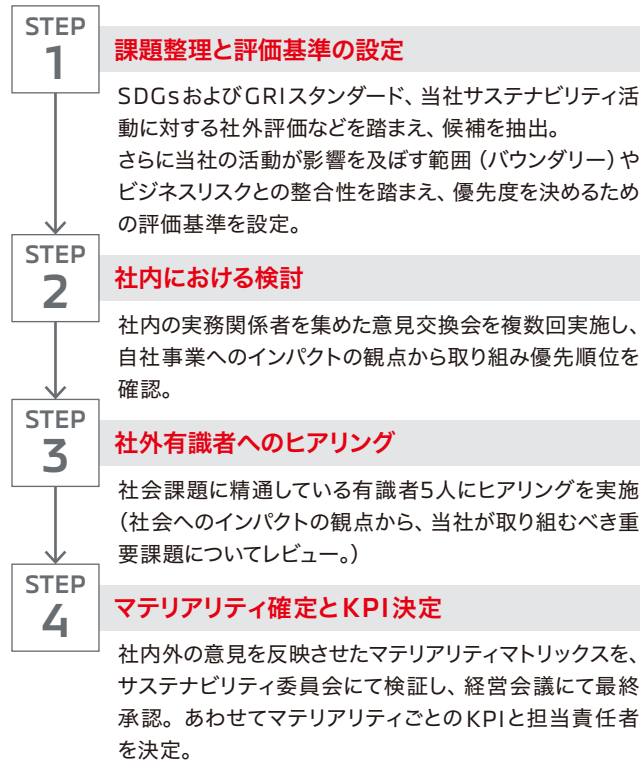 STEP
1
課題整理と評価基準の設定
SDGsおよびGRIスタンダード、当社サステナビリティ活
動に対する社外評価などを踏まえ、候補を抽出。
さらに当社の活動が影響を及ぼす範囲（バウンダリー）や
ビジネスリスクとの整合性を踏まえ、優先度を決めるため
の評価基準を設定。
STEP
2
社内における検討
社内の実務関係者を集めた意見交換会を複数回実施し、
自社事業へのインパクトの観点から取り組み優先順位を
確認。
STEP
3
社外有識者へのヒアリング
社会課題に精通している有識者5人にヒアリングを実施
（社会へのインパクトの観点から、当社が取り組むべき重
要課題についてレビュー。）
STEP
4
マテリアリティ確定とKPI決定
社内外の意見を反映させたマテリアリティマトリックスを、
サステナビリティ委員会にて検証し、経営会議にて最終
承認。あわせてマテリアリティごとのKPIと担当責任者
を決定。